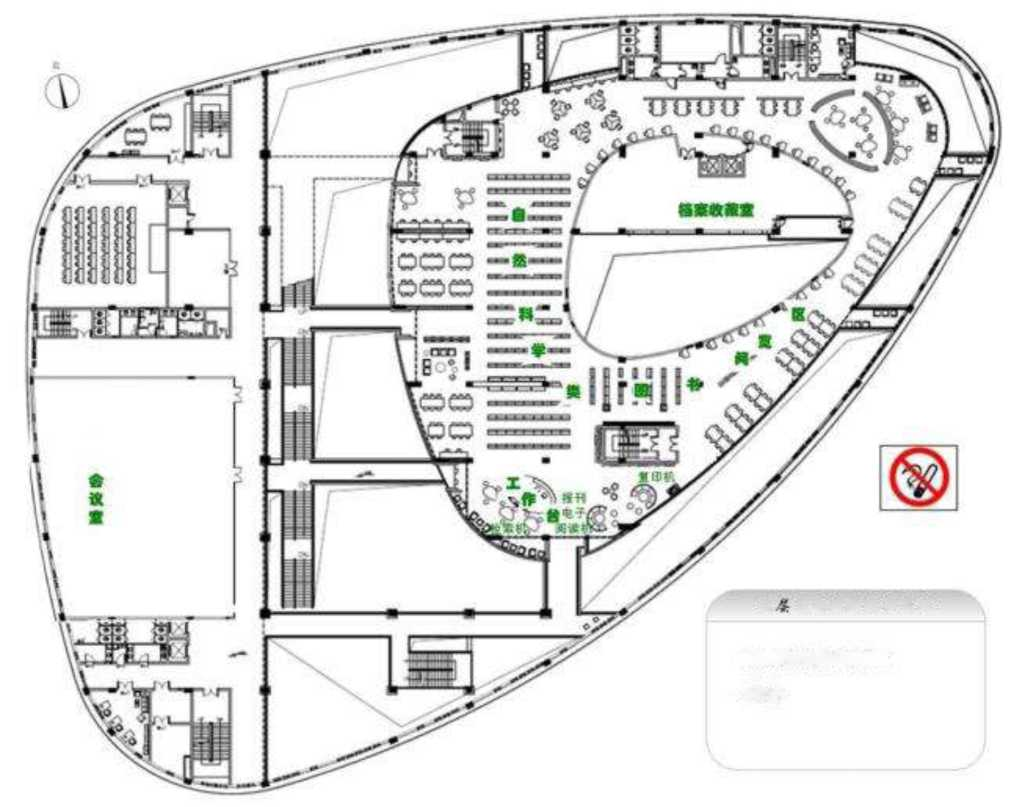 档案收藏室
自然科学类图书阅览区
会议室
工作台
报刊
电子
阅读机
检索机
复印机
层